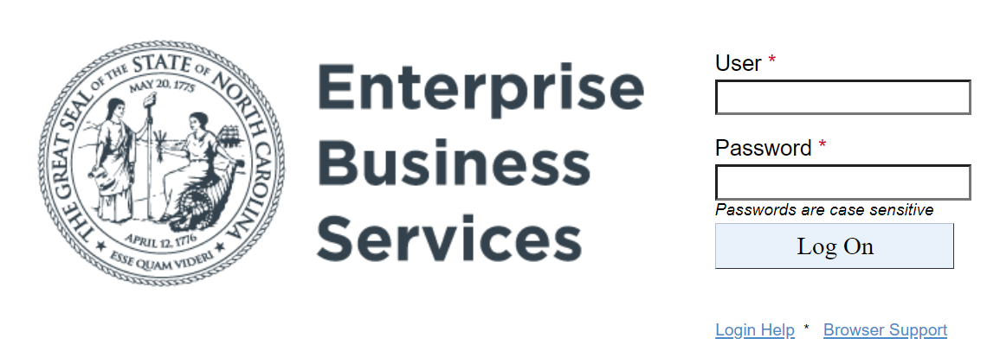 THE GREAT SEAL OF THE STATE OF NORTH CAROLINA
MAY 20, 1775
APRIL 12, 1776
★ ESSE QUAM VIDERI ★
Enterprise
Business
Services
User *
Password *
Passwords are case sensitive
Log On
Login Help * Browser Support